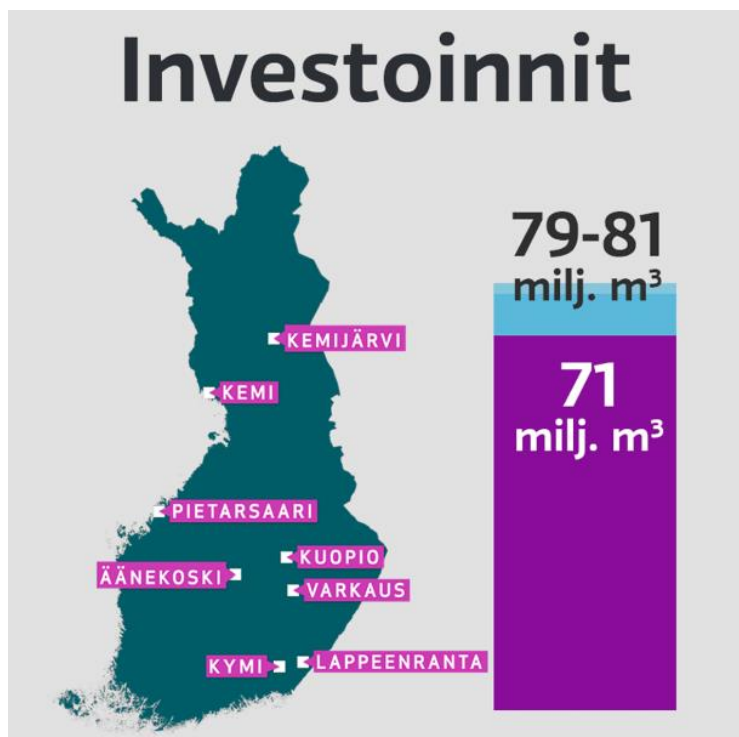 Investoinnit
79-81
milj. m³
71
milj. m³
KEMIJÄRVI
KEMI
PIETARSAARI
KUOPIO
ÄÄNEKOSKI
VARKAUS
KYMI
LAPPEENRANTA